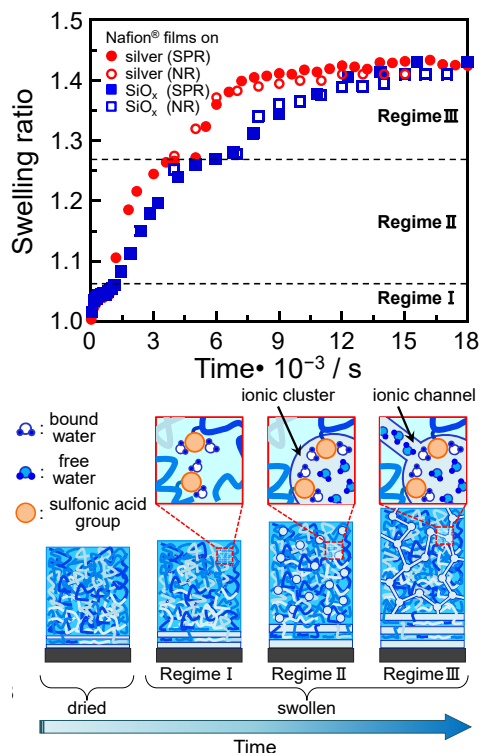 Nafion® films on
silver (SPR)
silver (NR)
SiOx (SPR)
SiOx (NR)
1.5
1.4
1.3
1.2
1.1
1.0
Swelling ratio
Regime Ⅲ
Regime Ⅱ
Regime Ⅰ
0 3 6 9 12 15 18
Time• 10⁻³ / s
ionic cluster
ionic channel
: bound
water
: free
water
: sulfonic acid
group
Regime Ⅰ
Regime Ⅱ
Regime Ⅲ
dried
swollen
Time